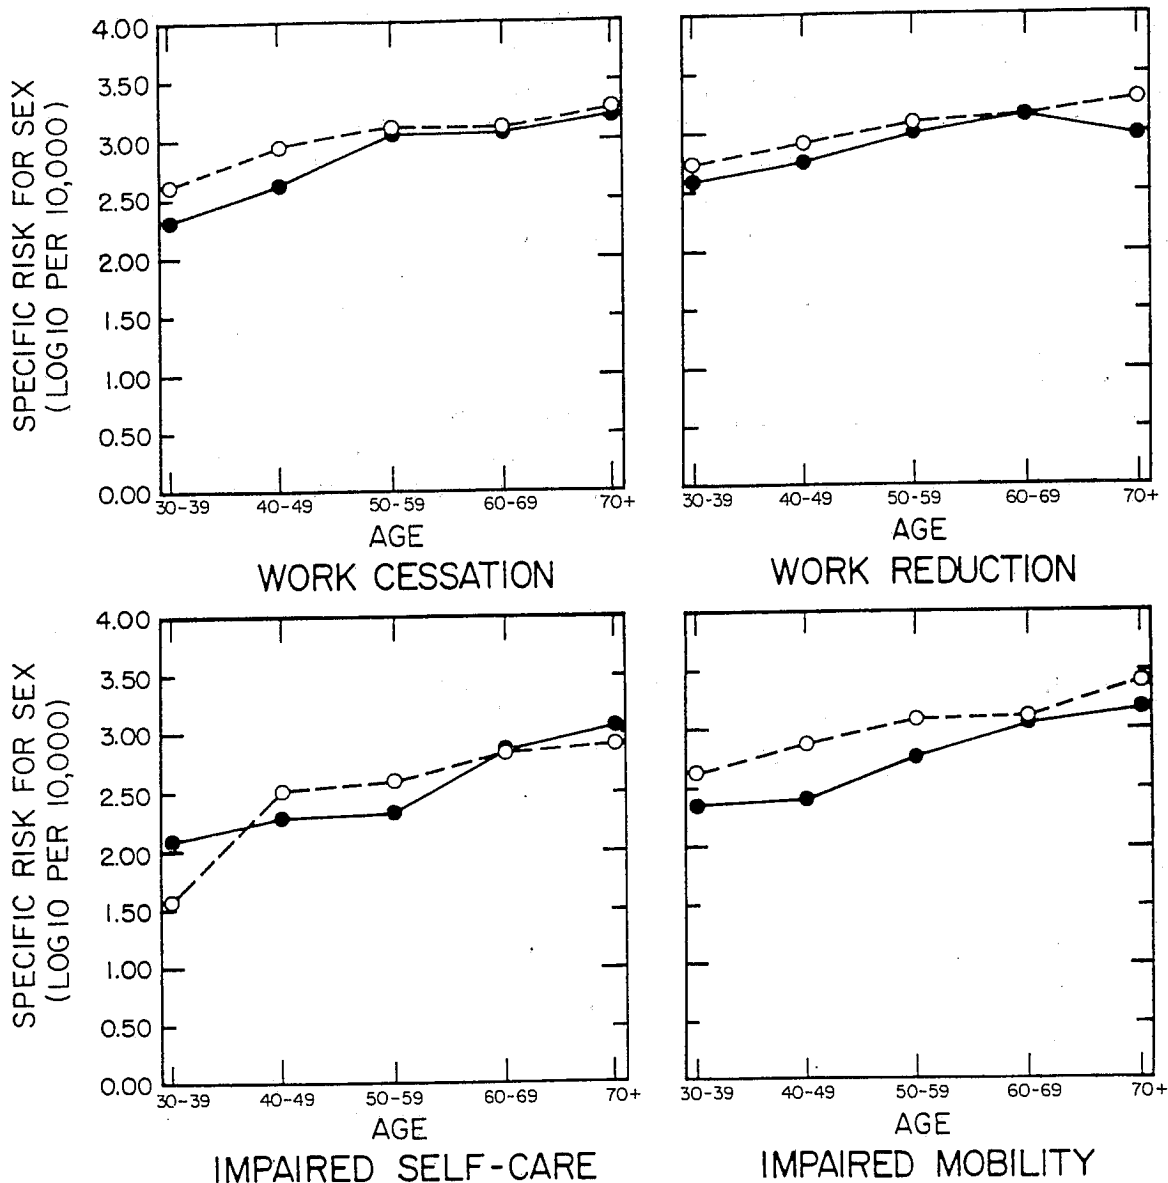 SPECIFIC RISK FOR SEX
(LOG10 PER 10,000)
4.00
3.50
3.00
2.50
2.00
1.50
1.00
0.50
0.00
30-39 40-49 50-59 60-69 70+
AGE
WORK CESSATION
30-39 40-49 50-59 60-69 70+
AGE
WORK REDUCTION
SPECIFIC RISK FOR SEX
(LOG10 PER 10,000)
4.00
3.50
3.00
2.50
2.00
1.50
1.00
0.50
0.00
30-39 40-49 50-59 60-69 70+
AGE
IMPAIRED SELF-CARE
30-39 40-49 50-59 60-69 70+
AGE
IMPAIRED MOBILITY